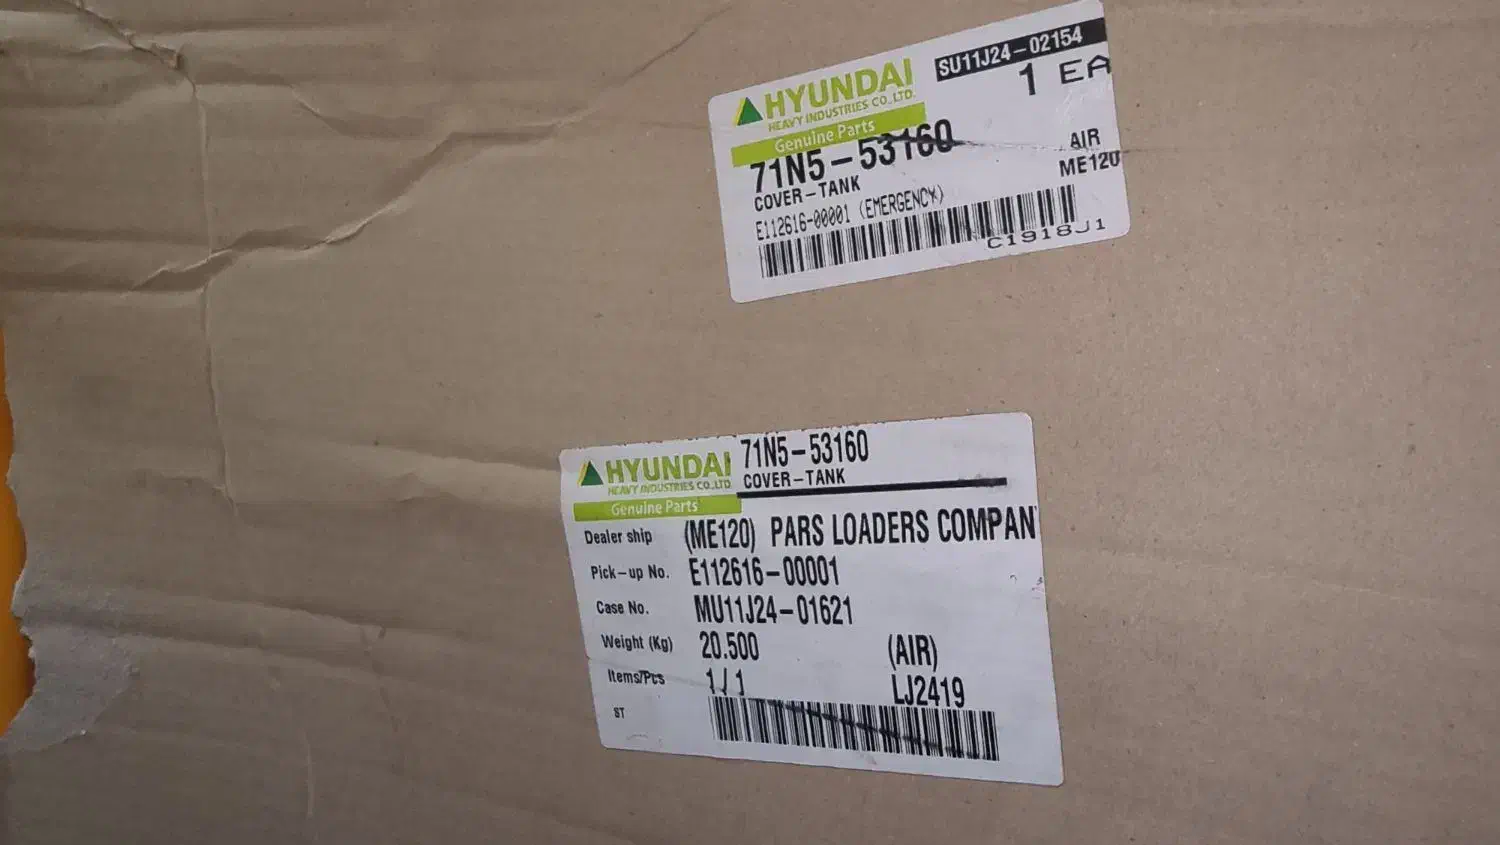 HYUNDAI
HEAVY INDUSTRIES CO.,LTD.
Genuine Parts
SU11J24-02154
1 EA
71N5-53160
COVER-TANK
AIR
ME120
E112616-00001 (EMERGENCY)
C1918J1
HYUNDAI
HEAVY INDUSTRIES CO.,LTD.
Genuine Parts
71N5-53160
COVER-TANK
Dealer ship (ME120) PARS LOADERS COMPAN
Pick-up No. E112616-00001
Case No. MU11J24-01621
Weight (Kg) 20.500 (AIR)
Items/Pcs 1/1 LJ2419
ST